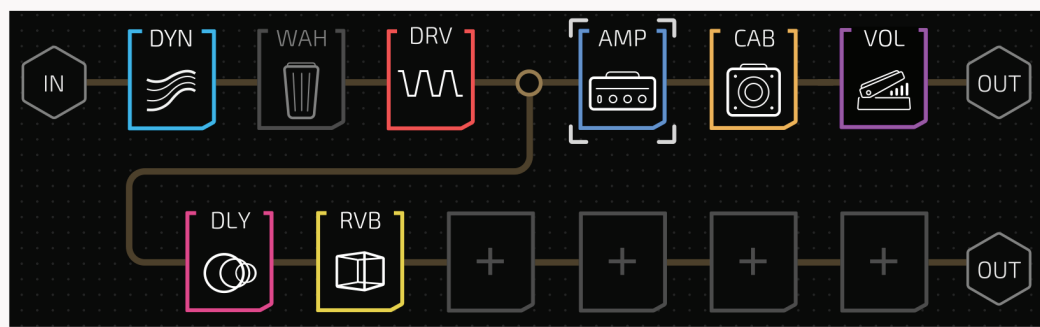 IN
DYN
WAH
DRV
AMP
CAB
VOL
OUT
DLY
RVB
+
+
+
+
OUT